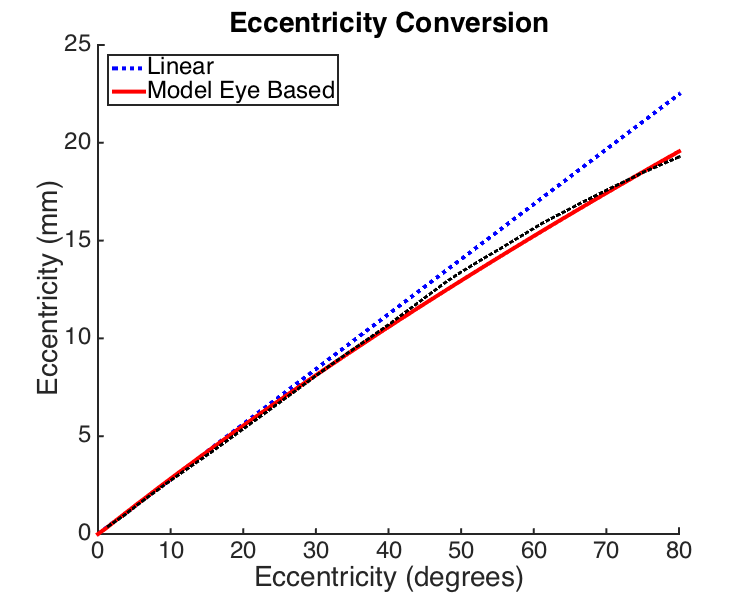 Eccentricity Conversion
25
Linear
Model Eye Based
20
15
10
5
0
Eccentricity (mm)
0 10 20 30 40 50 60 70 80
Eccentricity (degrees)